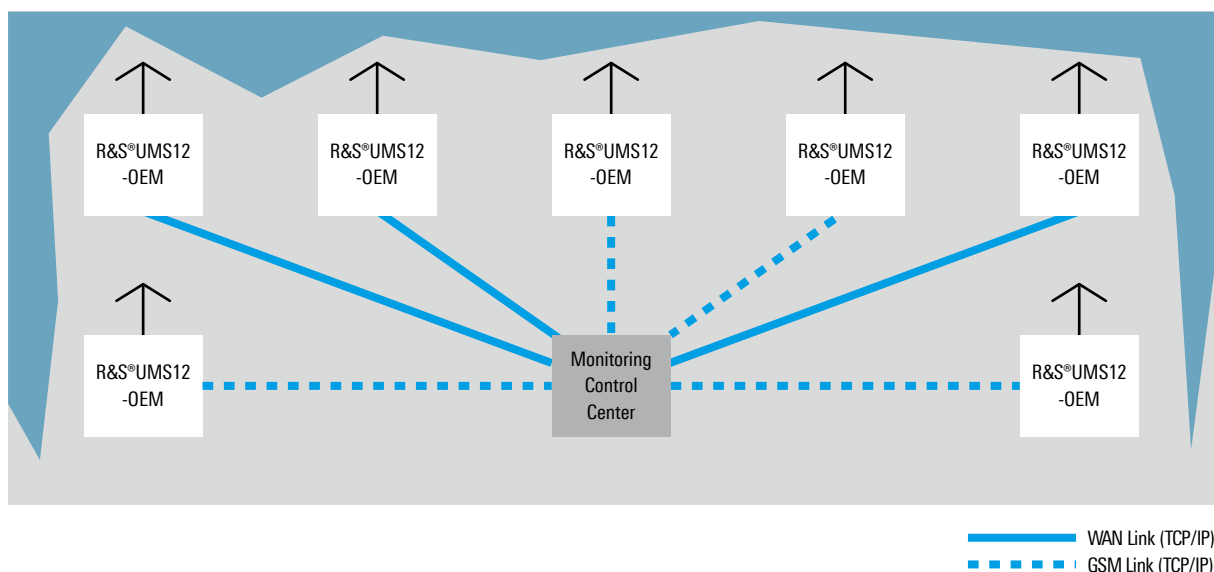 R&S®UMS12
-OEM
R&S®UMS12
-OEM
R&S®UMS12
-OEM
R&S®UMS12
-OEM
R&S®UMS12
-OEM
R&S®UMS12
-OEM
Monitoring
Control
Center
R&S®UMS12
-OEM
WAN Link (TCP/IP)
GSM Link (TCP/IP)